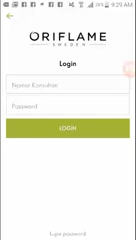 9:29 AM
ORIFLAME
SWEDEN
Login
Nomor Konsultan
Password
LOGIN
Lupa password